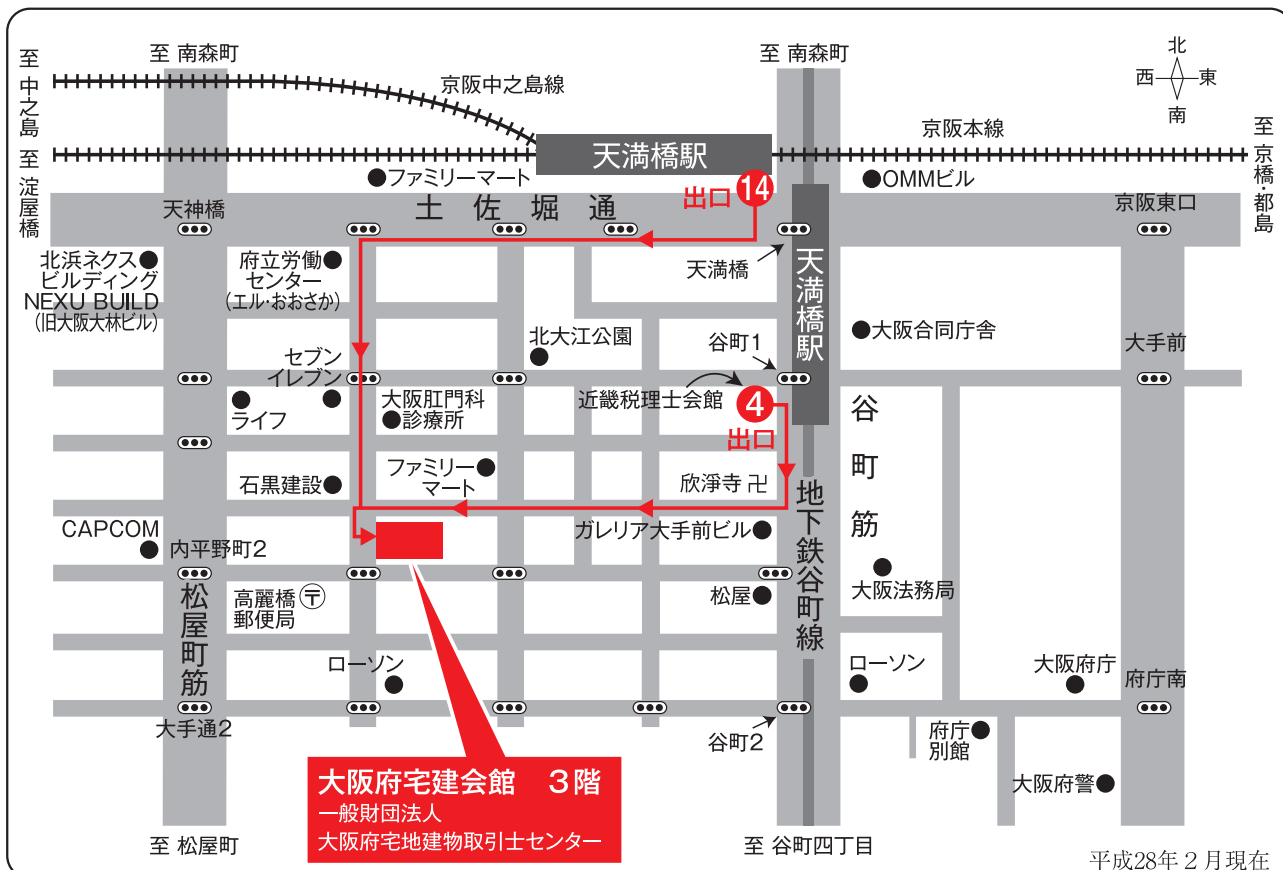 至 南森町
至 南森町
北
西
東
南
至 中之島
京阪中之島線
京阪本線
至 京橋・都島
至 淀屋橋
天満橋駅
ファミリーマート
出口
14
OMMビル
天神橋
土佐堀通
京阪東口
北浜ネクス
ビルディング
NEXU BUILD
(旧大阪大林ビル)
府立労働
センター
(エル・おおさか)
天満橋
天満橋駅
北大江公園
谷町1
大阪合同庁舎
大手前
セブン
イレブン
ライフ
大阪肛門科
診療所
近畿税理士会館
4
出口
谷町筋
石黒建設
ファミリー
マート
欣淨寺 卍
地下鉄谷町線
CAPCOM
内平野町2
ガレリア大手前ビル
松屋町筋
高麗橋
郵便局
〒
松屋
大阪法務局
ローソン
ローソン
大阪府庁
府庁南
大手通2
谷町2
府庁
別館
大阪府警
大阪府宅建会館 3階
一般財団法人
大阪府宅地建物取引士センター
至 松屋町
至 谷町四丁目
平成28年2月現在